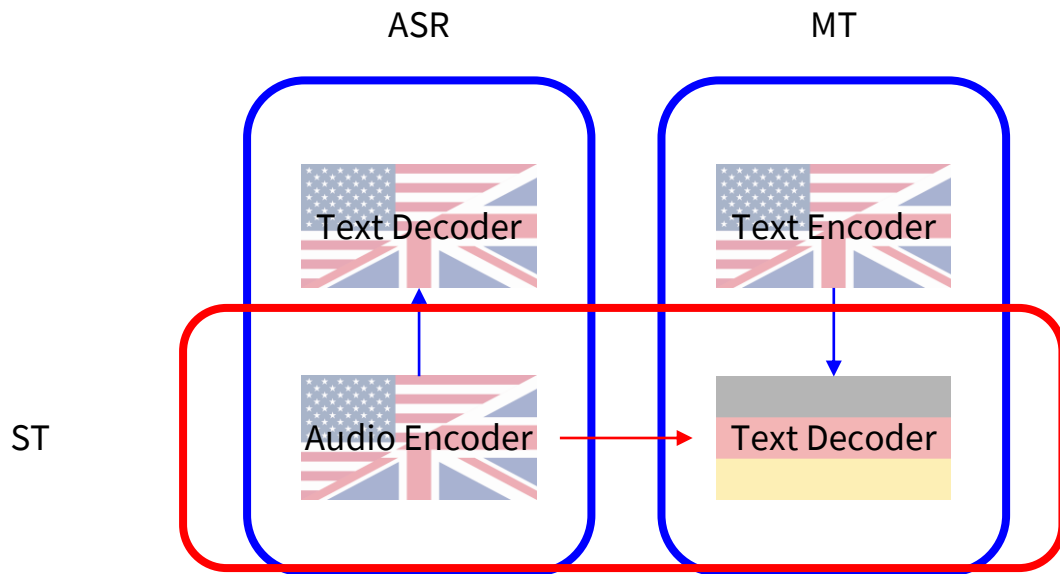 ASR
MT
Text Decoder
Text Encoder
ST
Audio Encoder
Text Decoder